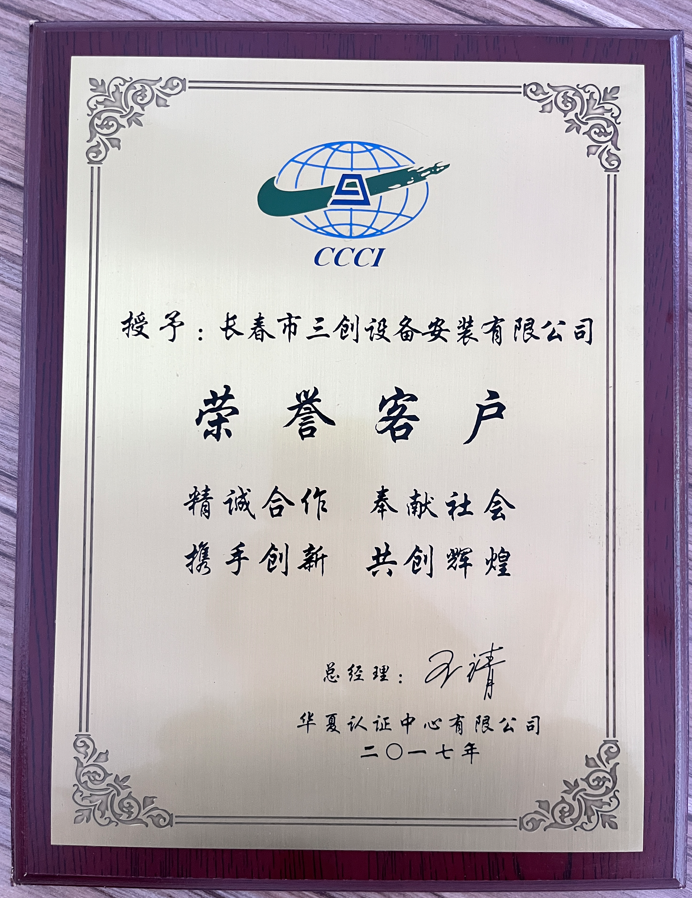 CCCI
授予：长春市三创设备安装有限公司
荣誉客户
精诚合作 奉献社会
携手创新 共创辉煌
总经理：王靖
华夏认证中心有限公司
二〇一七年